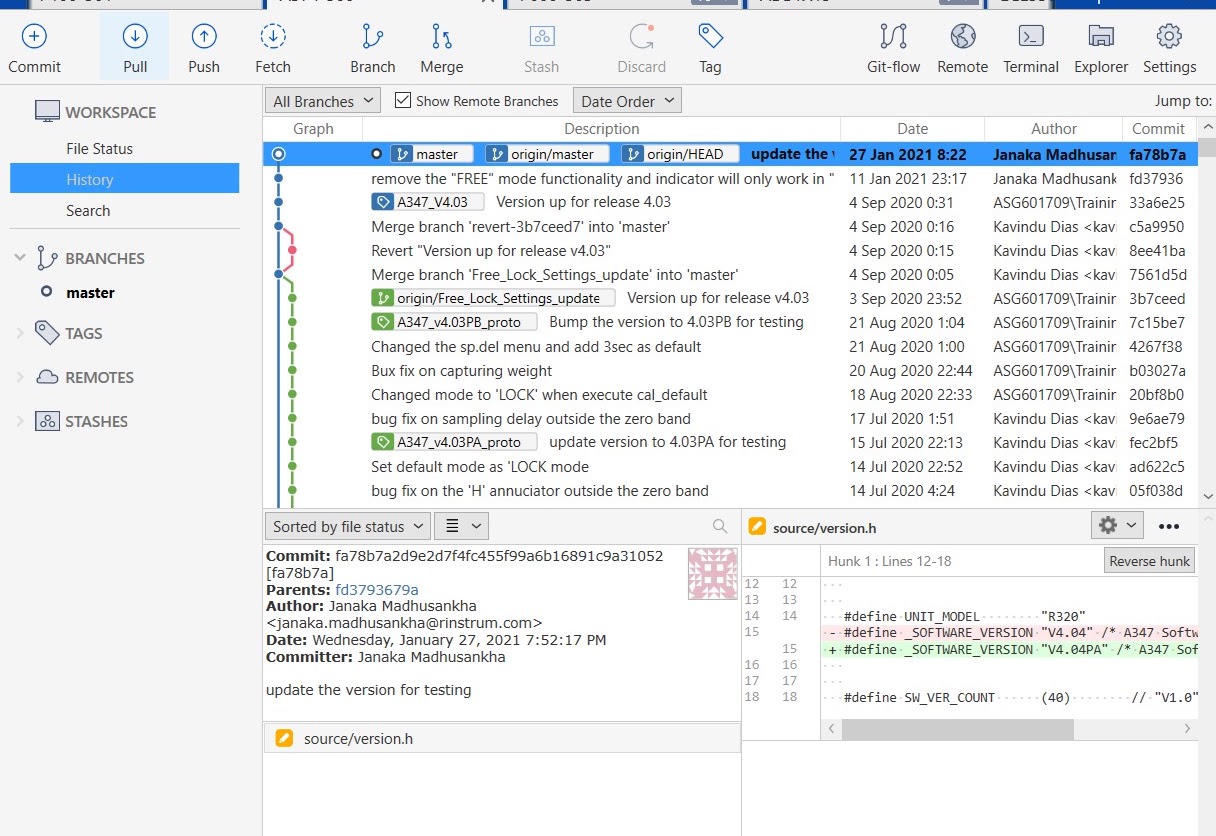 Commit
Pull
Push
Fetch
Branch
Merge
Stash
Discard
Tag
Git-flow
Remote
Terminal
Explorer
Settings
WORKSPACE
File Status
History
Search
BRANCHES
master
TAGS
REMOTES
STASHES
All Branches
Show Remote Branches
Date Order
Jump to:
Graph Description Date Author Commit
master origin/master origin/HEAD update the 27 Jan 2021 8:22 Janaka Madhusan fa78b7a
remove the "FREE" mode functionality and indicator will only work in " 11 Jan 2021 23:17 Janaka Madhusank fd37936
A347_V4.03 Version up for release 4.03 4 Sep 2020 0:31 ASG601709\Trainir 33a6e25
Merge branch 'revert-3b7ceed7' into 'master' 4 Sep 2020 0:16 Kavindu Dias <kavi c5a9950
Revert "Version up for release v4.03" 4 Sep 2020 0:15 Kavindu Dias <kavi 8ee41ba
Merge branch 'Free_Lock_Settings_update' into 'master' 4 Sep 2020 0:05 Kavindu Dias <kavi 7561d5d
origin/Free_Lock_Settings_update Version up for release v4.03 3 Sep 2020 23:52 ASG601709\Trainir 3b7ceed
A347_v4.03PB_proto Bump the version to 4.03PB for testing 21 Aug 2020 1:04 ASG601709\Trainir 7c15be7
Changed the sp.del menu and add 3sec as default 21 Aug 2020 1:00 ASG601709\Trainir 4267f38
Bux fix on capturing weight 20 Aug 2020 22:44 ASG601709\Trainir b03027a
Changed mode to 'LOCK' when execute cal_default 18 Aug 2020 22:33 ASG601709\Trainir 20bf8b0
bug fix on sampling delay outside the zero band 17 Jul 2020 1:51 Kavindu Dias <kavi 9e6ae79
A347_v4.03PA_proto update version to 4.03PA for testing 15 Jul 2020 22:13 Kavindu Dias <kavi fec2bf5
Set default mode as 'LOCK mode 14 Jul 2020 22:52 Kavindu Dias <kavi ad622c5
bug fix on the 'H' annuciator outside the zero band 14 Jul 2020 4:24 Kavindu Dias <kavi 05f038d
Sorted by file status
Commit: fa78b7a2d9e2d7f4fc455f99a6b16891c9a31052
[fa78b7a]
Parents: fd3793679a
Author: Janaka Madhusankha
<janaka.madhusankha@rinstrum.com>
Date: Wednesday, January 27, 2021 7:52:17 PM
Committer: Janaka Madhusankha
update the version for testing
source/version.h
source/version.h
Hunk 1 : Lines 12-18
Reverse hunk
12 12
13 13
14 14 #define UNIT_MODEL "R320"
15 - #define _SOFTWARE_VERSION "V4.04" /* A347 Softw
15 + #define _SOFTWARE_VERSION "V4.04PA" /* A347 Sof
16 16
17 17
18 18 #define SW_VER_COUNT (40) // "V1.0"